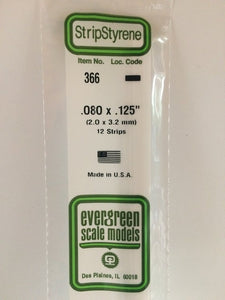 StripStyrene
Item No. Loc. Code
366
.080 x .125"
(2.0 x 3.2 mm)
12 Strips
Made in U.S.A.
evergreen
scale models
Des Plaines, IL 60018